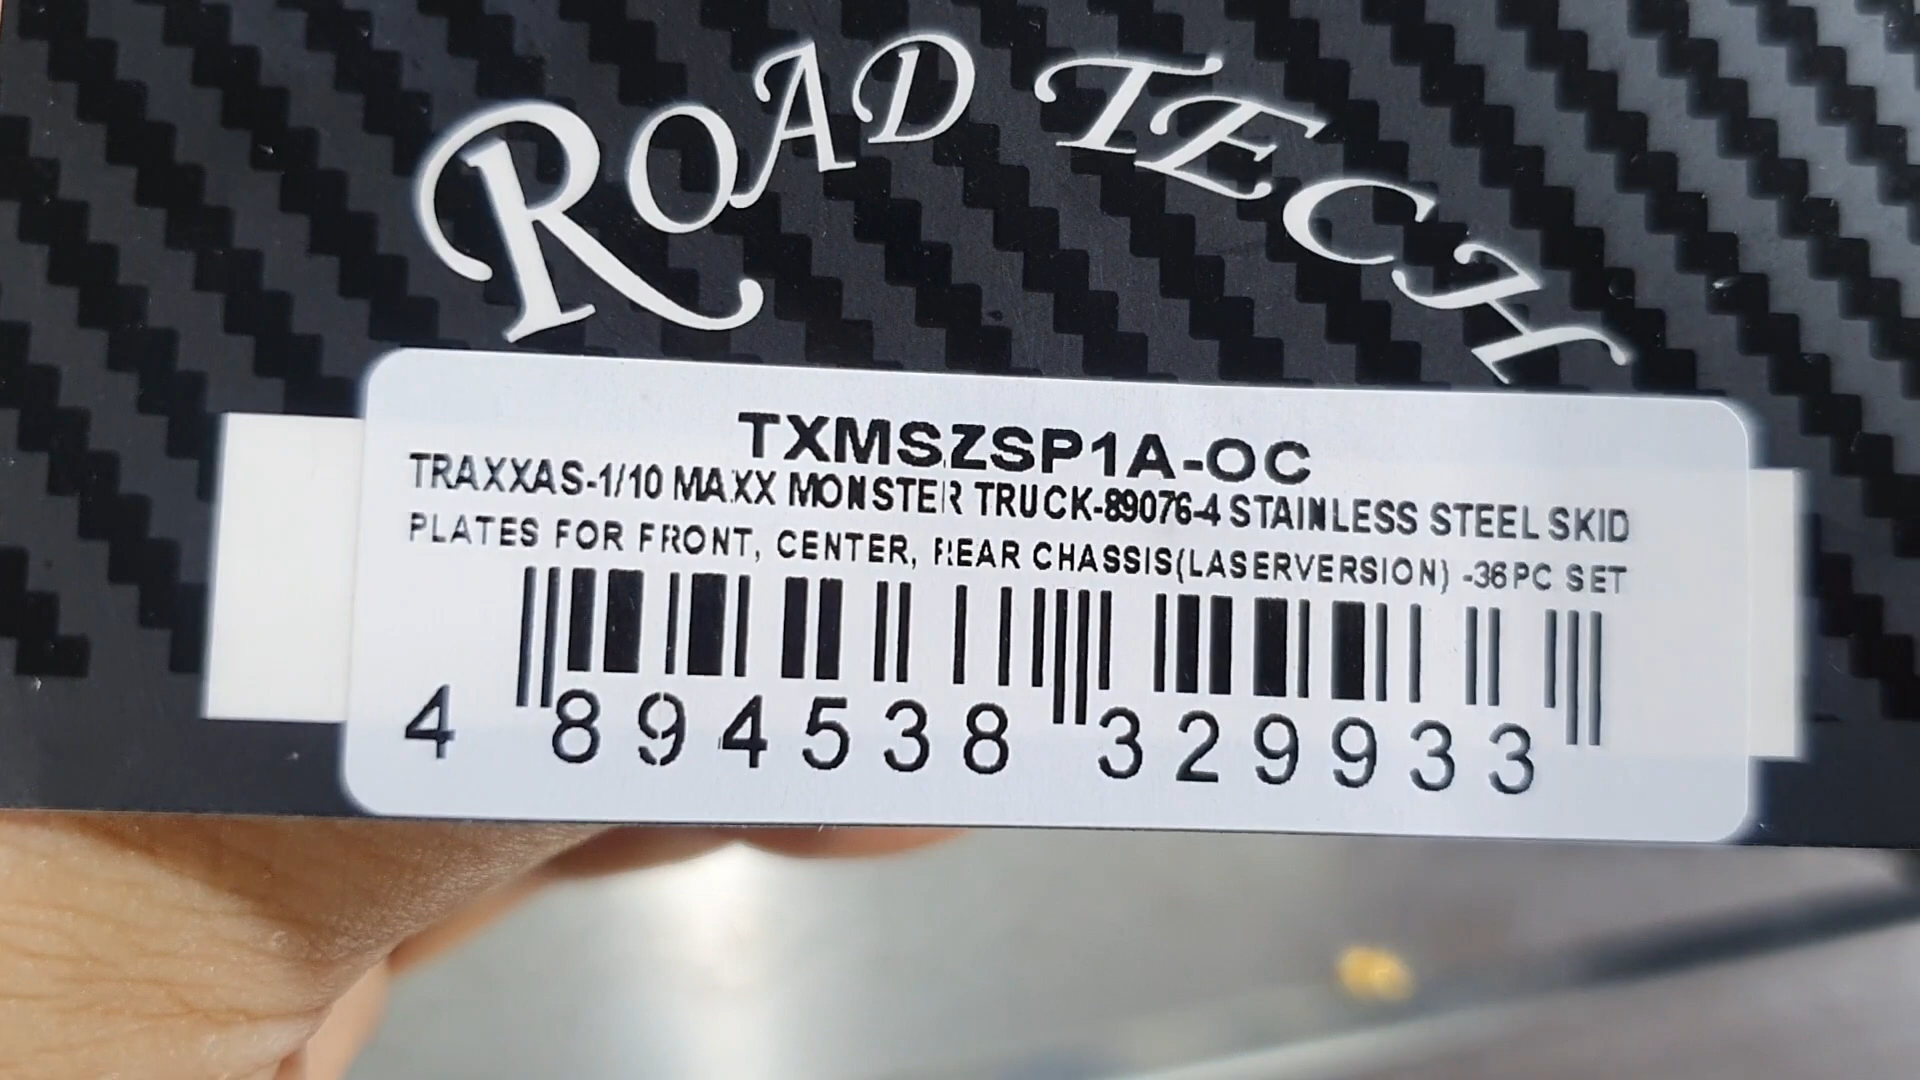 ROAD TECH
TXMSZSP1A-OC
TRAXXAS-1/10 MAXX MONSTER TRUCK-89076-4 STAINLESS STEEL SKID
PLATES FOR FRONT, CENTER, REAR CHASSIS(LASERVERSION) -36PC SET
4 894538 329933